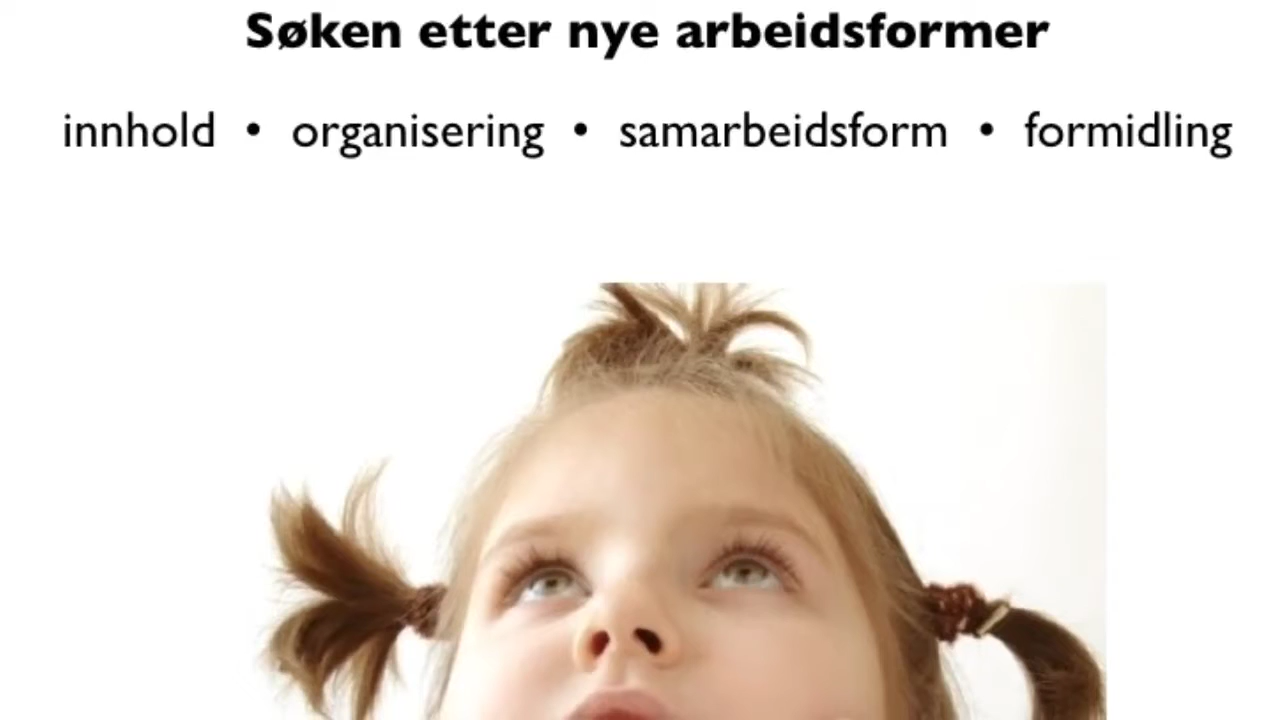 Søken etter nye arbeidsformer
innhold • organisering • samarbeidsform • formidling